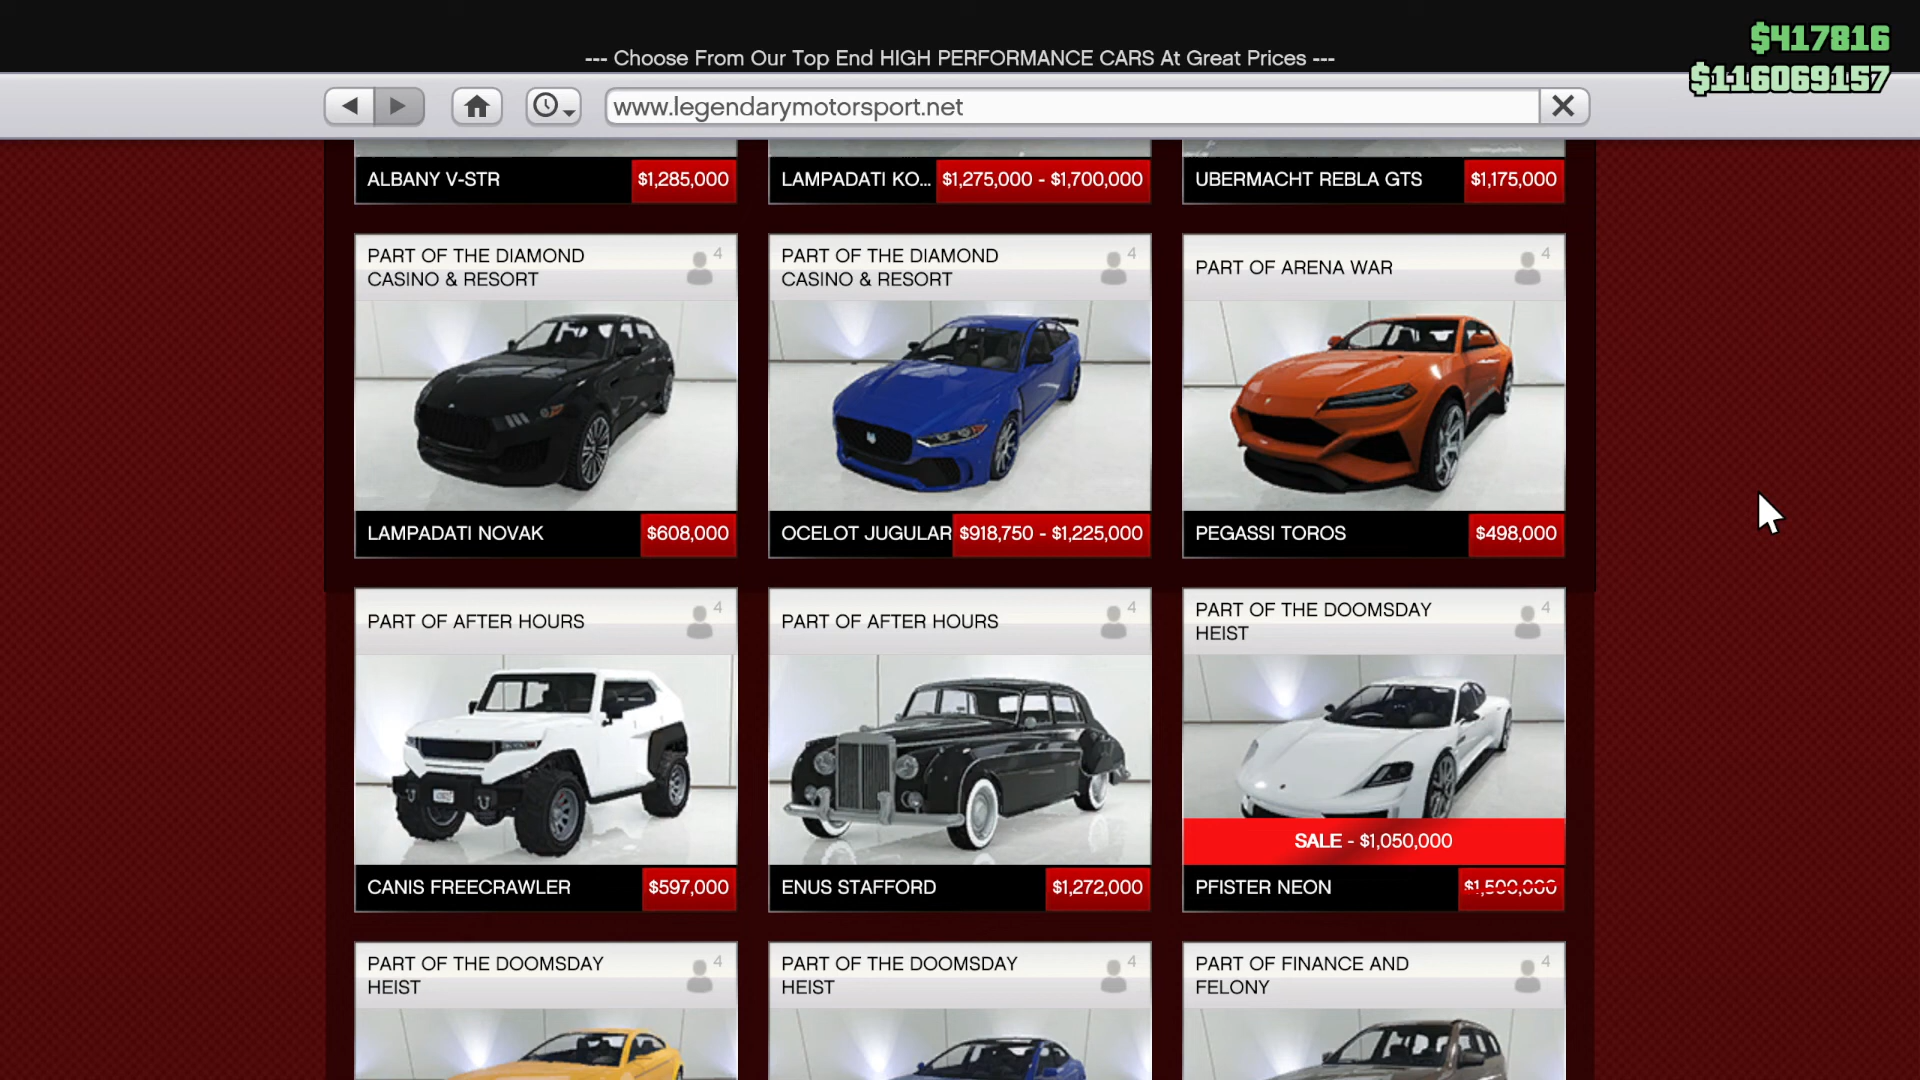 $417816
--- Choose From Our Top End HIGH PERFORMANCE CARS At Great Prices ---
$116069157
www.legendarymotorsport.net
ALBANY V-STR $1,285,000
LAMPADATI KO... $1,275,000 - $1,700,000
UBERMACHT REBLA GTS $1,175,000
PART OF THE DIAMOND
CASINO & RESORT
4
PART OF THE DIAMOND
CASINO & RESORT
4
PART OF ARENA WAR
4
LAMPADATI NOVAK $608,000
OCELOT JUGULAR $918,750 - $1,225,000
PEGASSI TOROS $498,000
PART OF AFTER HOURS
4
PART OF AFTER HOURS
4
PART OF THE DOOMSDAY
HEIST
4
SALE - $1,050,000
CANIS FREECRAWLER $597,000
ENUS STAFFORD $1,272,000
PFISTER NEON $1,500,000
PART OF THE DOOMSDAY
HEIST
4
PART OF THE DOOMSDAY
HEIST
4
PART OF FINANCE AND
FELONY
4